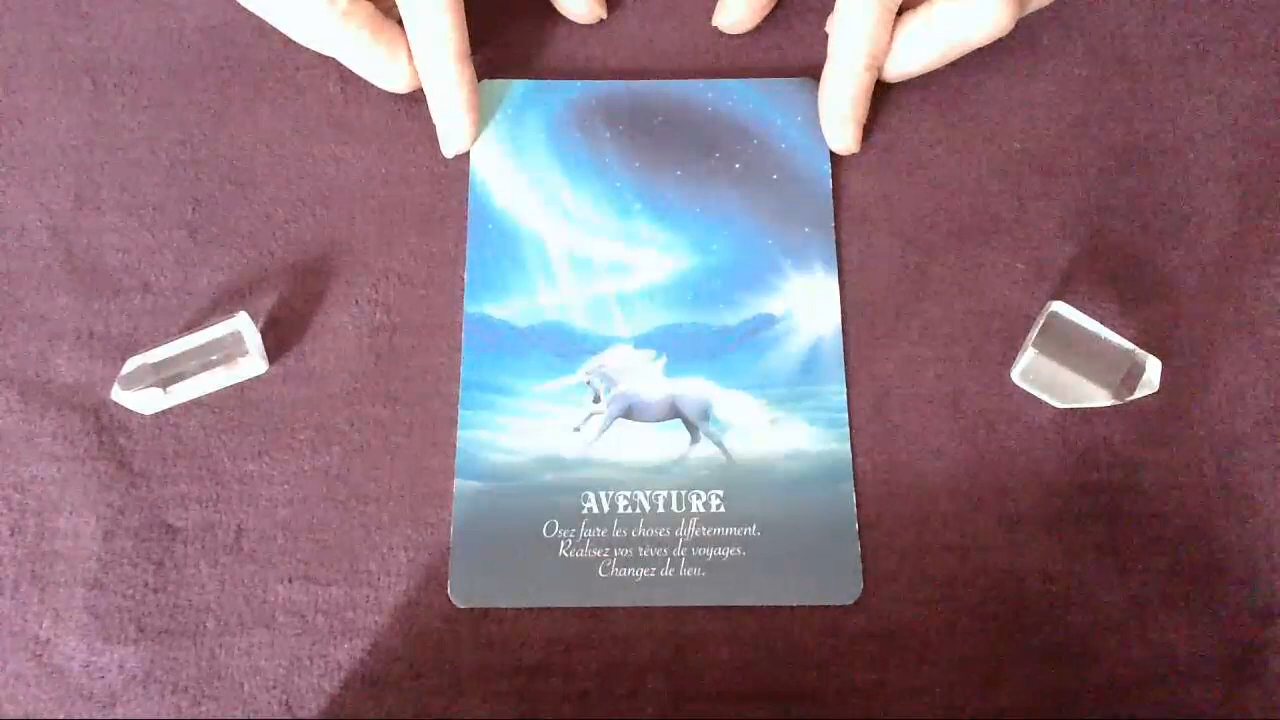 AVENTURE
Osez faire les choses différemment.
Réalisez vos rêves de voyages.
Changez de lieu.